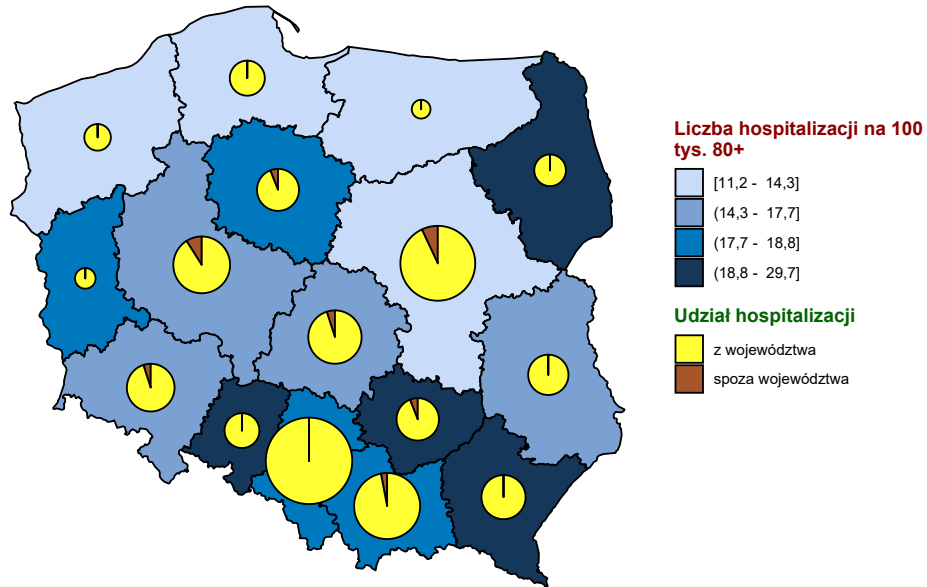 Liczba hospitalizacji na 100
tys. 80+
[11,2 - 14,3]
(14,3 - 17,7]
(17,7 - 18,8]
(18,8 - 29,7]
Udział hospitalizacji
z województwa
spoza województwa